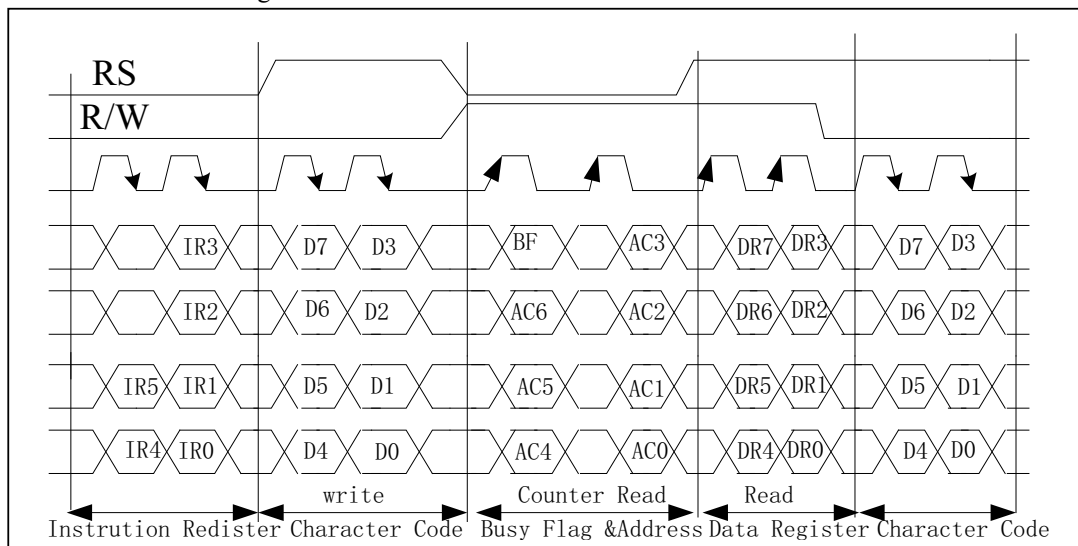 RS
R/W
IR3 D7 D3 BF AC3 DR7 DR3 D7 D3
IR2 D6 D2 AC6 AC2 DR6 DR2 D6 D2
IR5 IR1 D5 D1 AC5 AC1 DR5 DR1 D5 D1
IR4 IR0 D4 D0 AC4 AC0 DR4 DR0 D4 D0
write Counter Read Read
Instrution Redister Character Code Busy Flag &Address Data Register Character Code